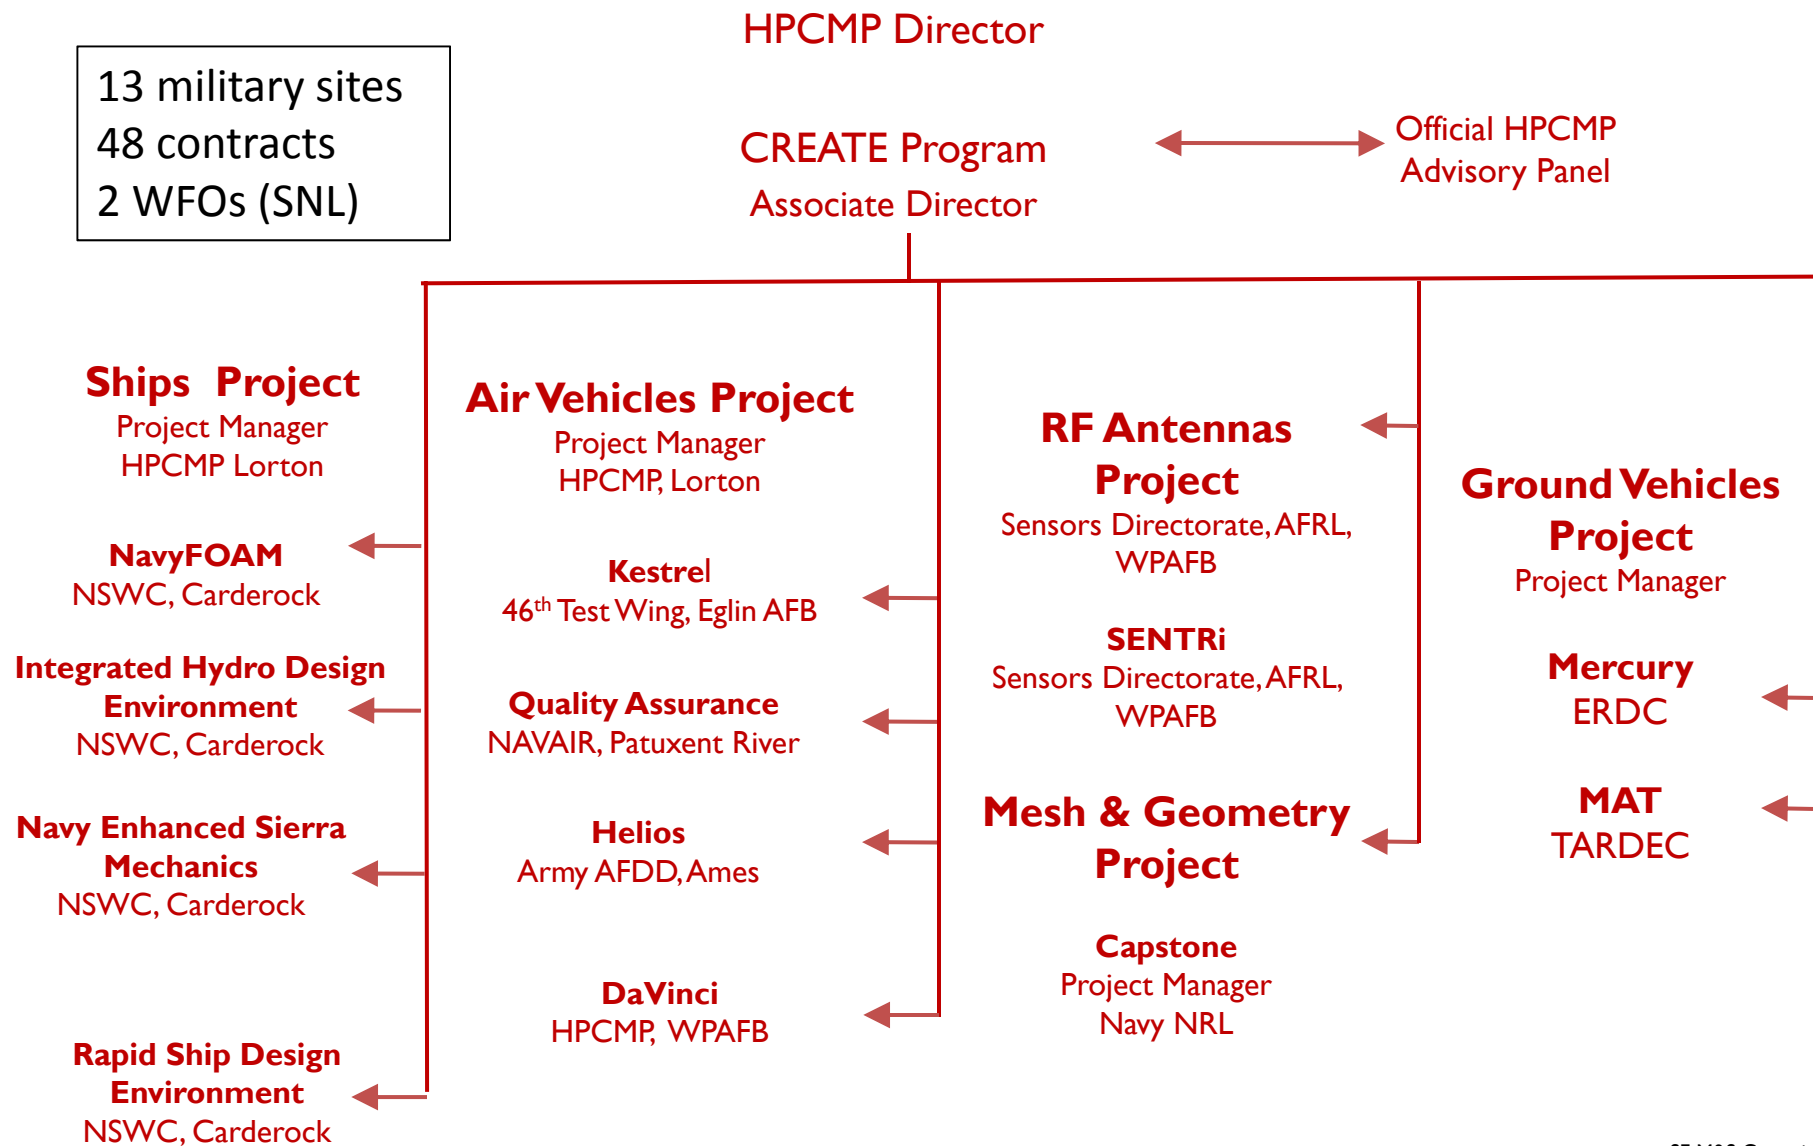 HPCMP Director
13 military sites
48 contracts
2 WFOs (SNL)
CREATE Program
Associate Director
Official HPCMP
Advisory Panel
Ships Project
Project Manager
HPCMP Lorton
NavyFOAM
NSWC, Carderock
Integrated Hydro Design
Environment
NSWC, Carderock
Navy Enhanced Sierra
Mechanics
NSWC, Carderock
Rapid Ship Design
Environment
NSWC, Carderock
Air Vehicles Project
Project Manager
HPCMP, Lorton
Kestrel
46th Test Wing, Eglin AFB
Quality Assurance
NAVAIR, Patuxent River
Helios
Army AFDD, Ames
DaVinci
HPCMP, WPAFB
RF Antennas
Project
Sensors Directorate, AFRL,
WPAFB
SENTRi
Sensors Directorate, AFRL,
WPAFB
Mesh & Geometry
Project
Capstone
Project Manager
Navy NRL
Ground Vehicles
Project
Project Manager
Mercury
ERDC
MAT
TARDEC